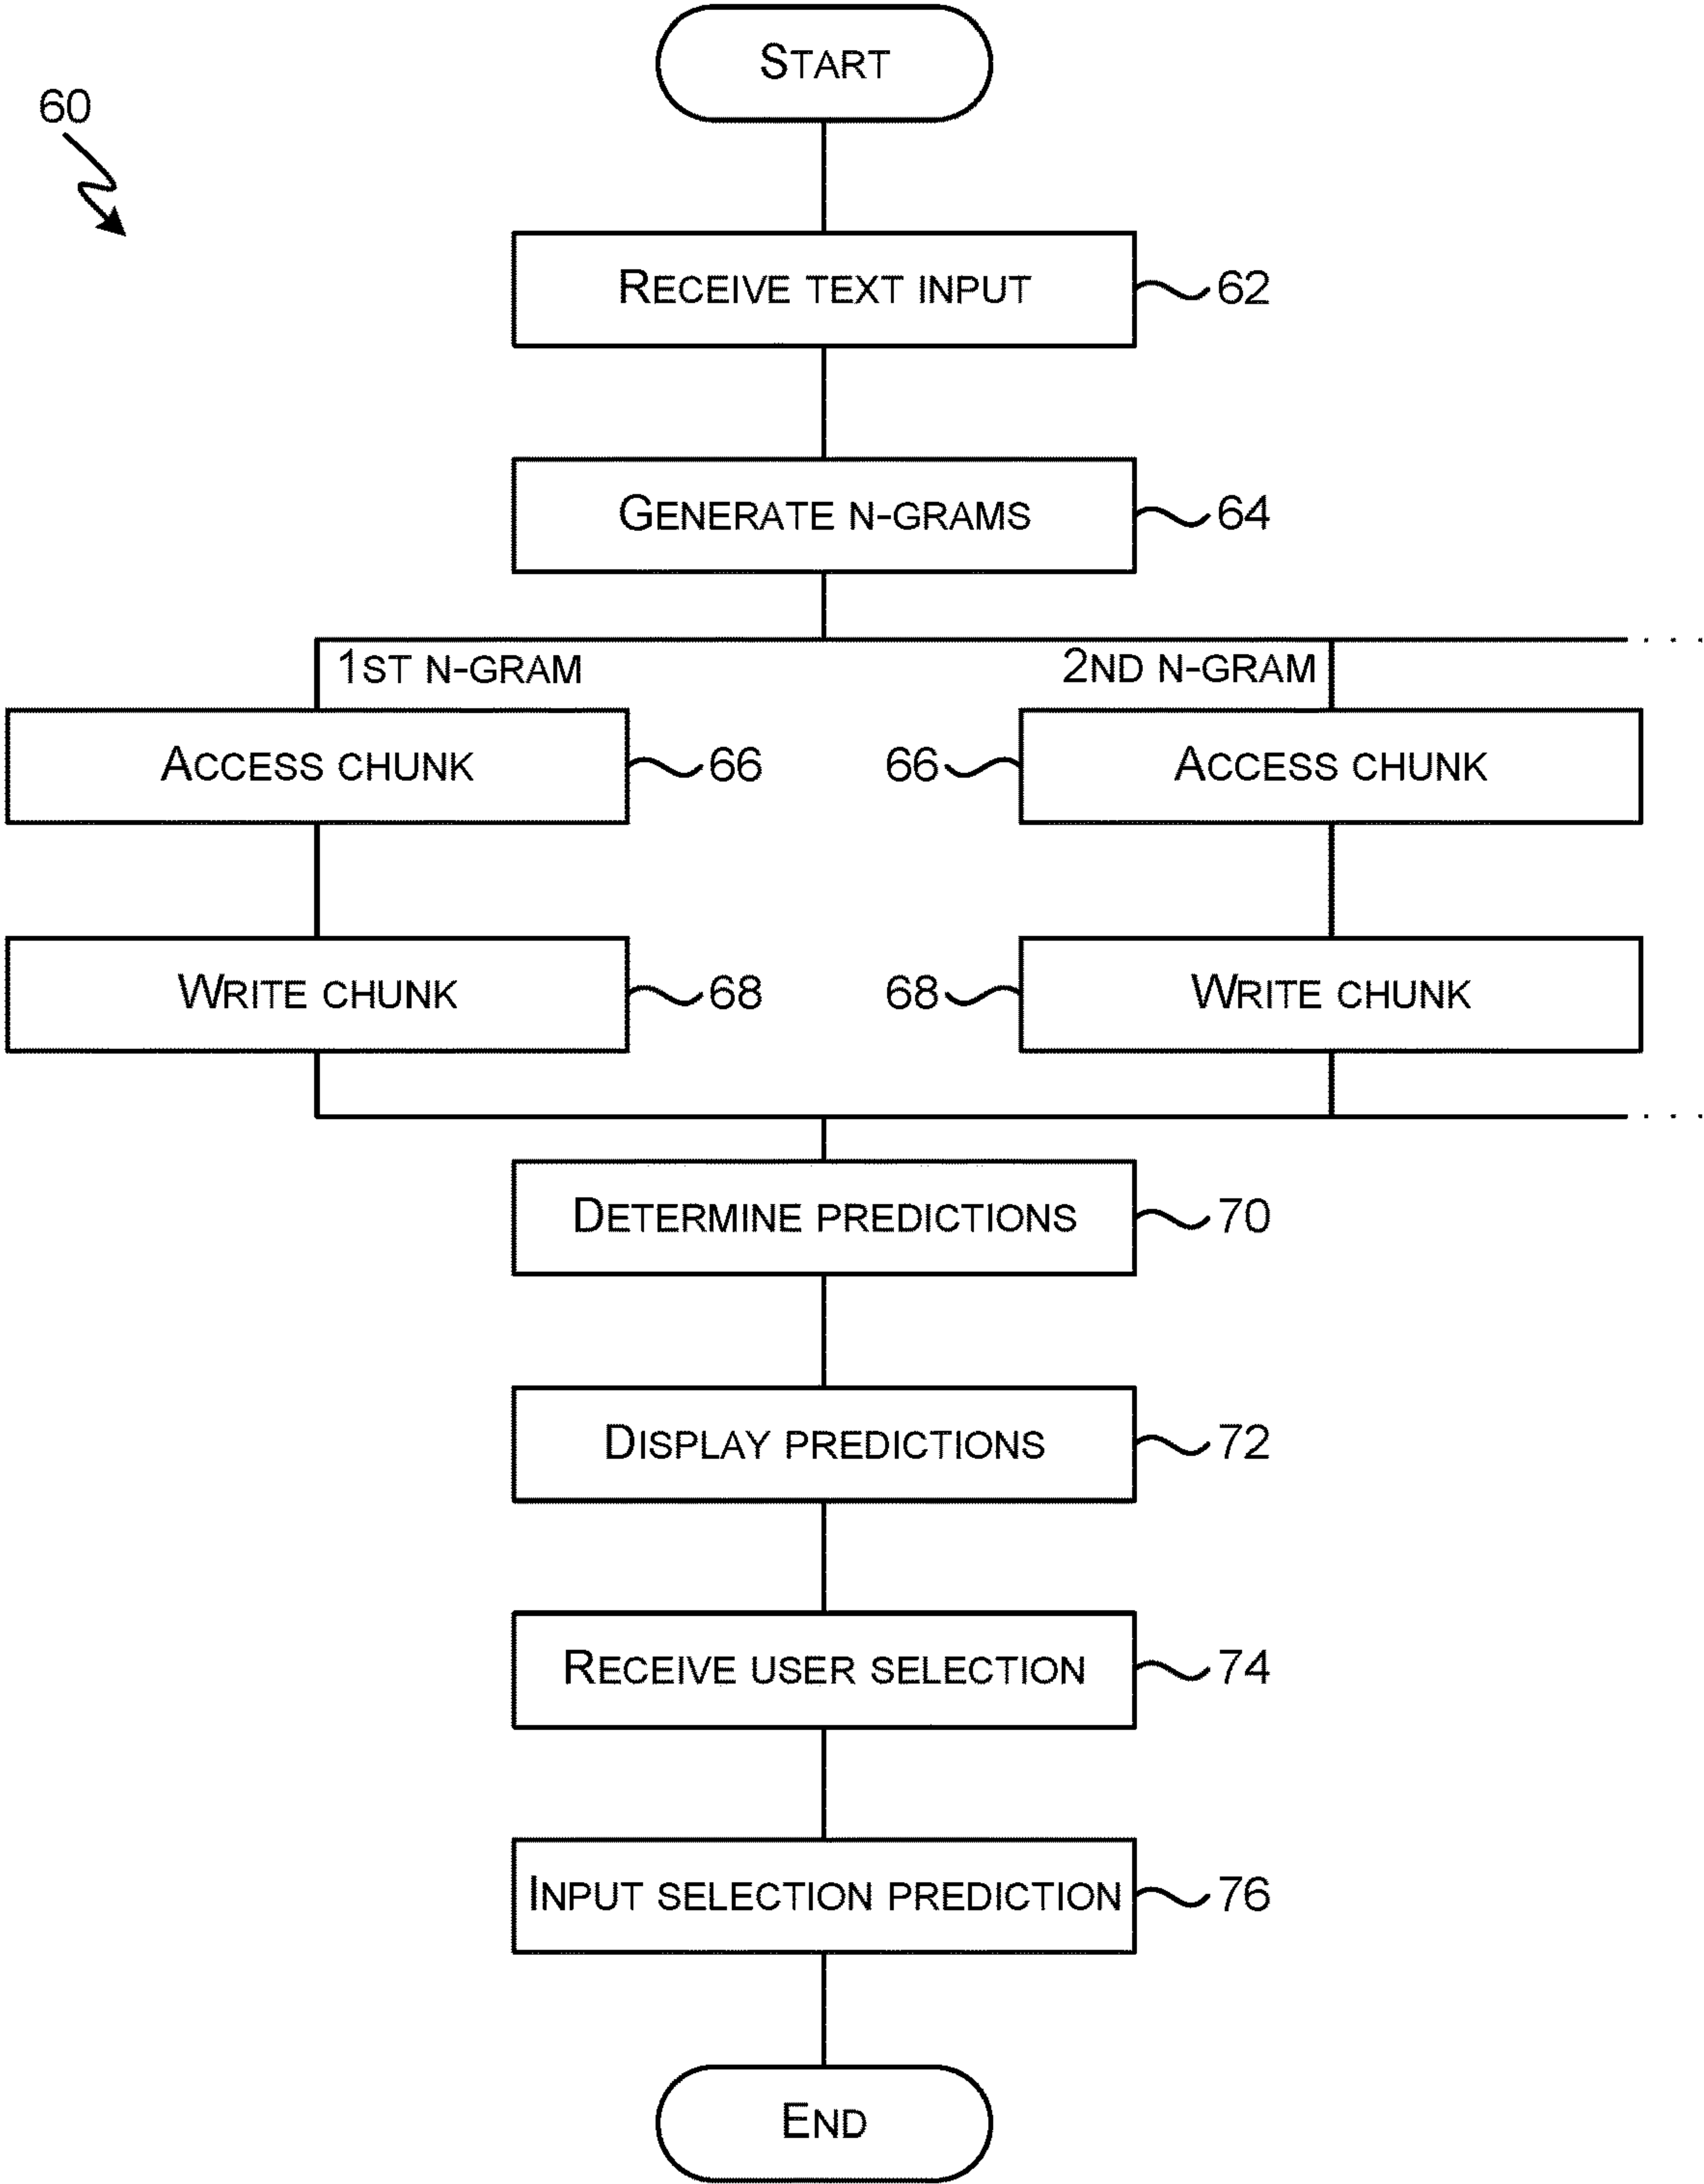 START
60
RECEIVE TEXT INPUT 62
GENERATE N-GRAMS 64
1ST N-GRAM 2ND N-GRAM
ACCESS CHUNK 66 66 ACCESS CHUNK
WRITE CHUNK 68 68 WRITE CHUNK
DETERMINE PREDICTIONS 70
DISPLAY PREDICTIONS 72
RECEIVE USER SELECTION 74
INPUT SELECTION PREDICTION 76
END